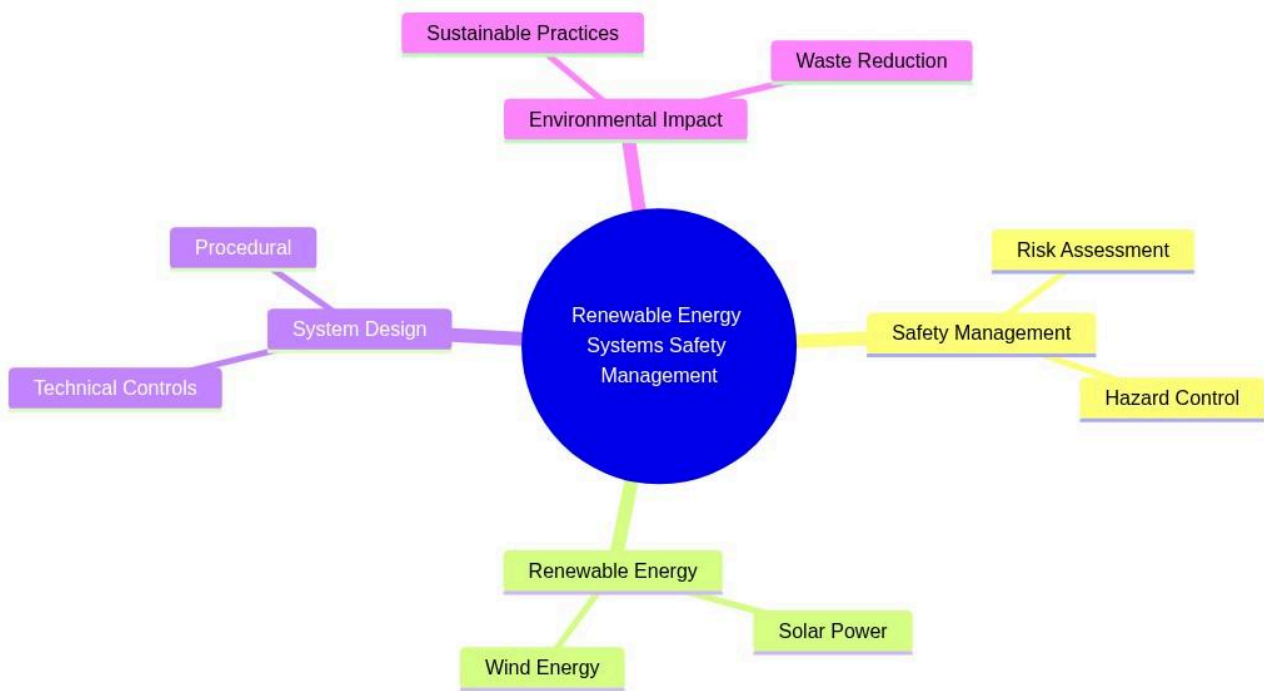 Sustainable Practices
Waste Reduction
Environmental Impact
Procedural
Risk Assessment
System Design
Renewable Energy
Systems Safety
Management
Safety Management
Technical Controls
Hazard Control
Renewable Energy
Solar Power
Wind Energy